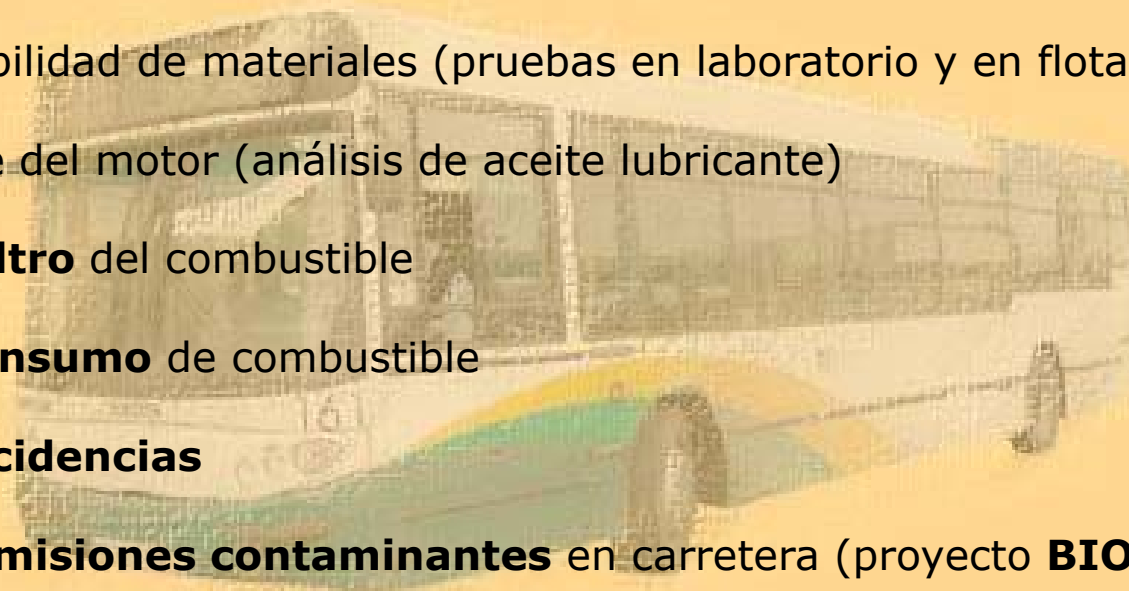 bilidad de materiales (pruebas en laboratorio y en flota
e del motor (análisis de aceite lubricante)
ltro del combustible
nsumo de combustible
cidencias
misiones contaminantes en carretera (proyecto BIO
6